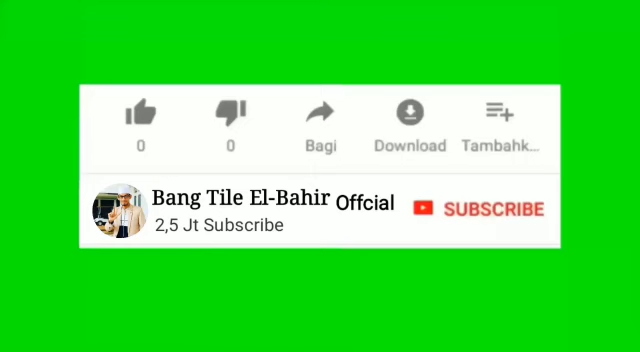 0 0 Bagi Download Tambahk...
Bang Tile El-Bahir Offcial SUBSCRIBE
2,5 Jt Subscribe